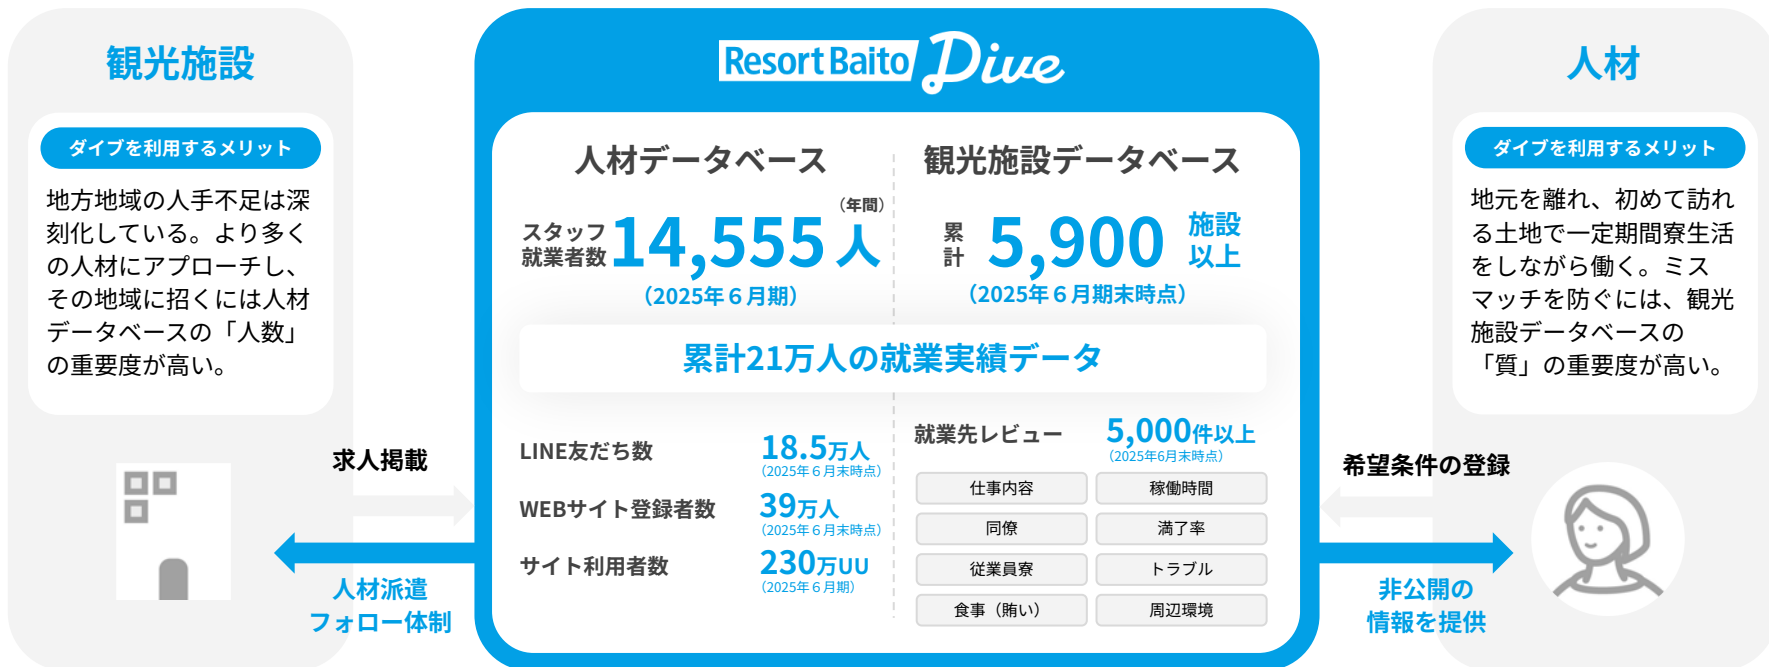 観光施設
ダイブを利用するメリット
地方地域の人手不足は深
刻化している。より多く
の人材にアプローチし、
その地域に招くには人材
データベースの「人数」
の重要度が高い。
求人掲載
人材派遣
フォロー体制
Resort Baito Dive
人材データベース
(年間)
スタッフ
就業者数
14,555人
（2025年６月期）
観光施設データベース
累計
5,900
施設
以上
（2025年６月期末時点）
累計21万人の就業実績データ
LINE友だち数
18.5万人
（2025年６月末時点）
WEBサイト登録者数
39万人
（2025年６月末時点）
サイト利用者数
230万UU
（2025年６月期）
就業先レビュー
5,000件以上
（2025年6月末時点）
仕事内容
稼働時間
同僚
満了率
従業員寮
トラブル
食事（賄い）
周辺環境
人材
ダイブを利用するメリット
地元を離れ、初めて訪れ
る土地で一定期間寮生活
をしながら働く。ミス
マッチを防ぐには、観光
施設データベースの
「質」の重要度が高い。
希望条件の登録
非公開の
情報を提供